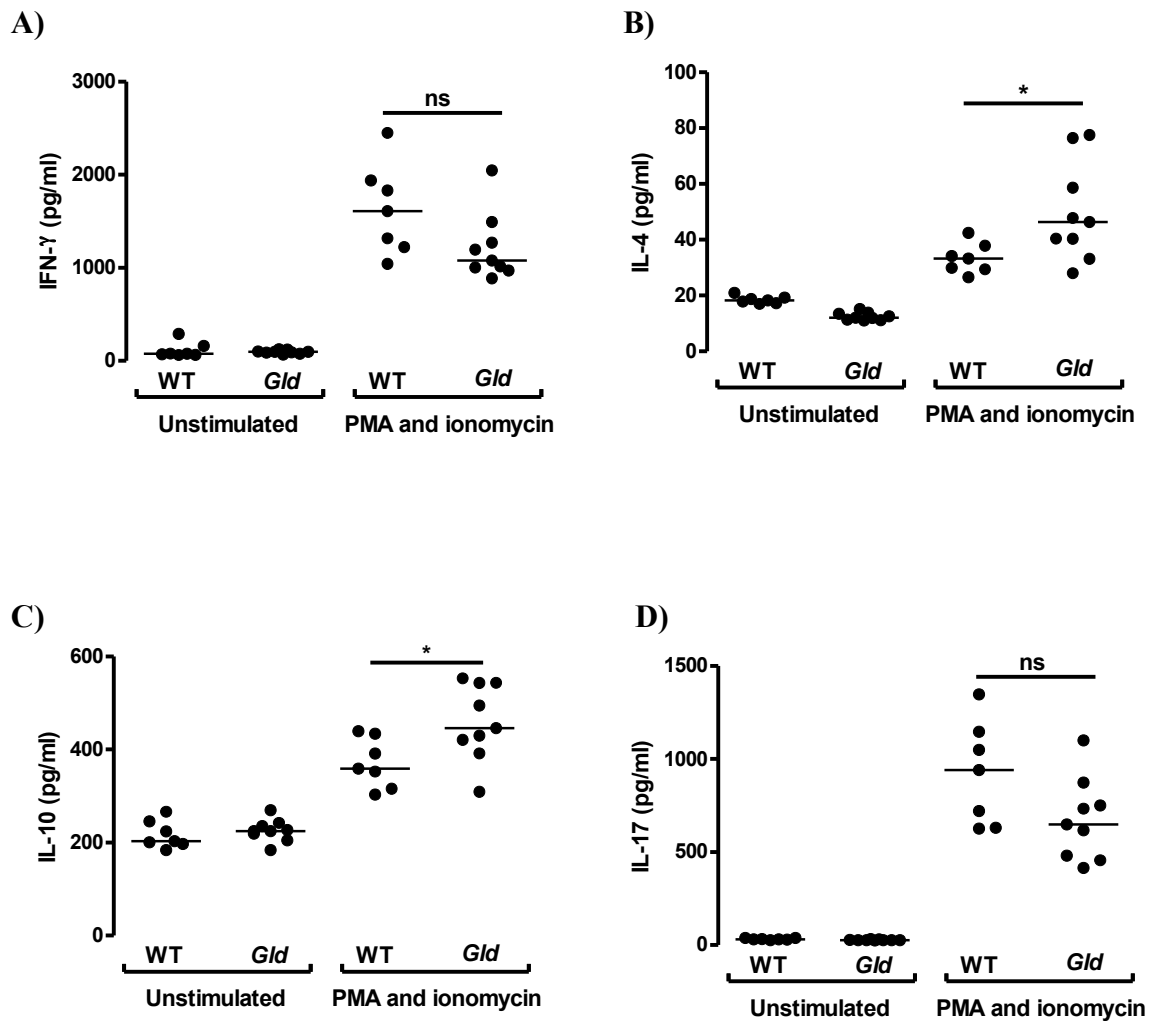 A)
IFN-γ (pg/ml)
3000
2000
1000
0
ns
WT
Gld
WT
Gld
Unstimulated
PMA and ionomycin
B)
IL-4 (pg/ml)
100
80
60
40
20
0
*
WT
Gld
WT
Gld
Unstimulated
PMA and ionomycin
C)
IL-10 (pg/ml)
600
400
200
0
*
WT
Gld
WT
Gld
Unstimulated
PMA and ionomycin
D)
IL-17 (pg/ml)
1500
1000
500
0
ns
WT
Gld
WT
Gld
Unstimulated
PMA and ionomycin